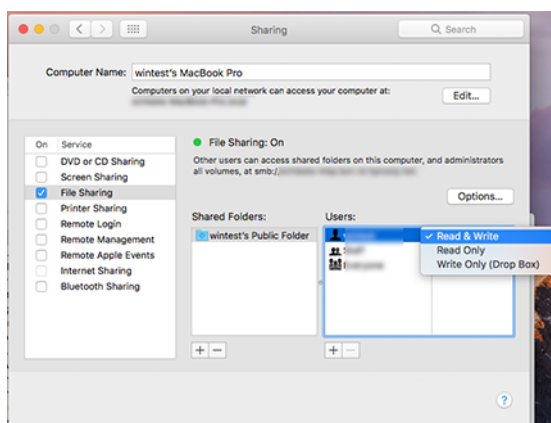 Sharing
Search
Computer Name: wintest's MacBook Pro
Computers on your local network can access your computer at:
Edit...
On Service
DVD or CD Sharing
Screen Sharing
File Sharing
Printer Sharing
Remote Login
Remote Management
Remote Apple Events
Internet Sharing
Bluetooth Sharing
File Sharing: On
Other users can access shared folders on this computer, and administrators
all volumes, at smb:/
Options...
Shared Folders:
wintest's Public Folder
Users:
Read & Write
Read Only
Write Only (Drop Box)
+ −
+ −
?